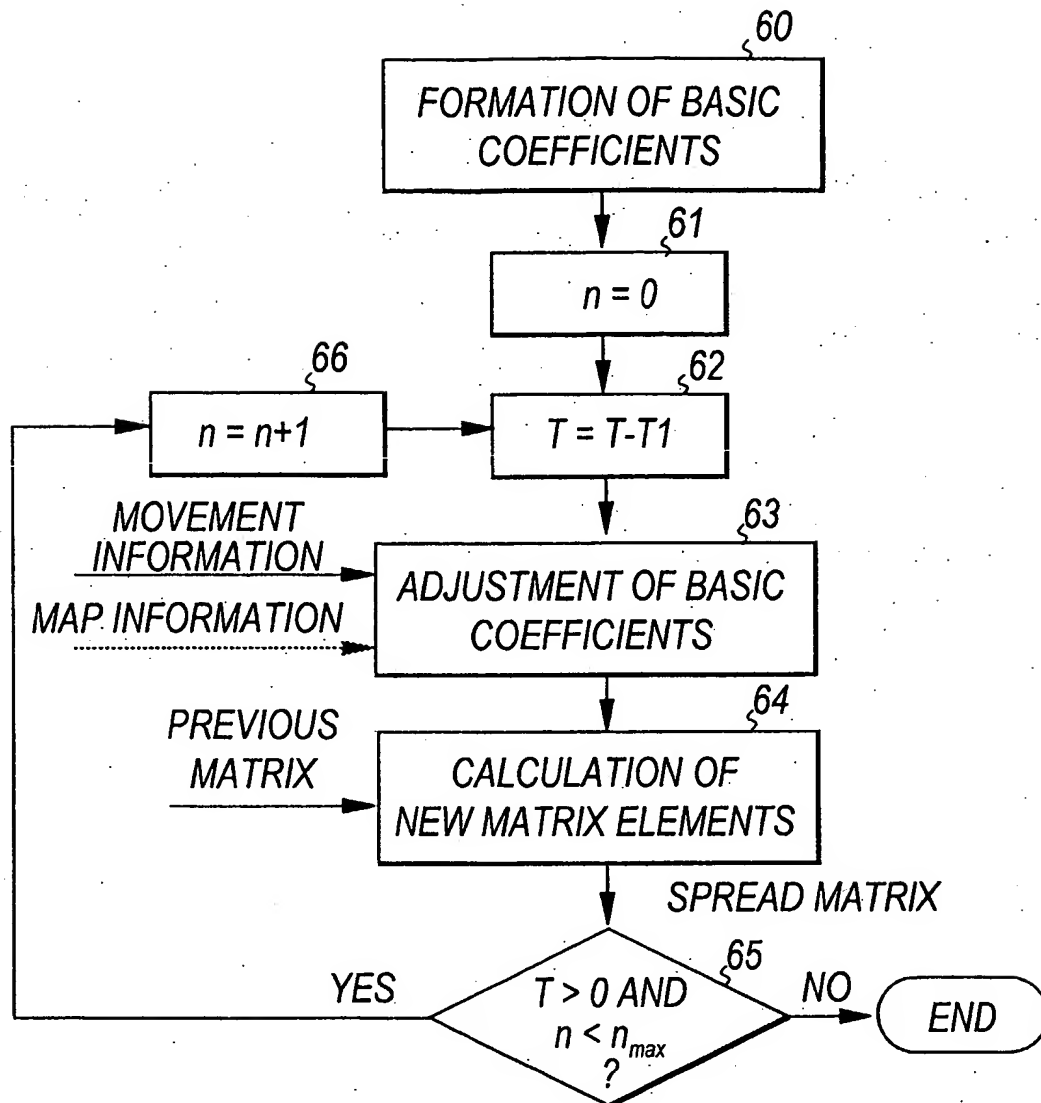 60
FORMATION OF BASIC
COEFFICIENTS
61
n = 0
66
n = n+1
62
T = T-T1
MOVEMENT
INFORMATION
MAP INFORMATION
63
ADJUSTMENT OF BASIC
COEFFICIENTS
PREVIOUS
MATRIX
64
CALCULATION OF
NEW MATRIX ELEMENTS
SPREAD MATRIX
65
YES
T > 0 AND
n < nmax
?
NO
END